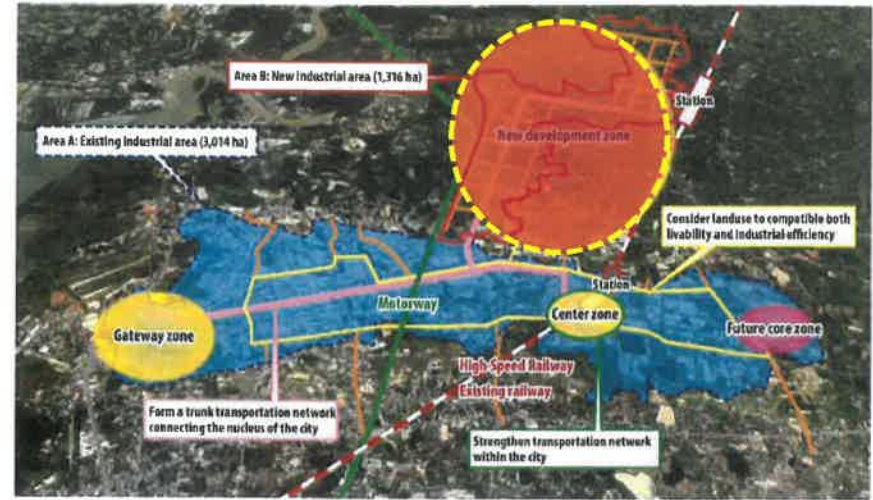 Area B: New industrial area (1,316 ha)
Station
New development zone
Area A: Existing industrial area (3,014 ha)
Consider landuse to compatible both
livability and industrial efficiency
Station
Motorway
Center zone
Gateway zone
Future core zone
High-Speed Railway
Existing railway
Form a trunk transportation network
connecting the nucleus of the city
Strengthen transportation network
within the city